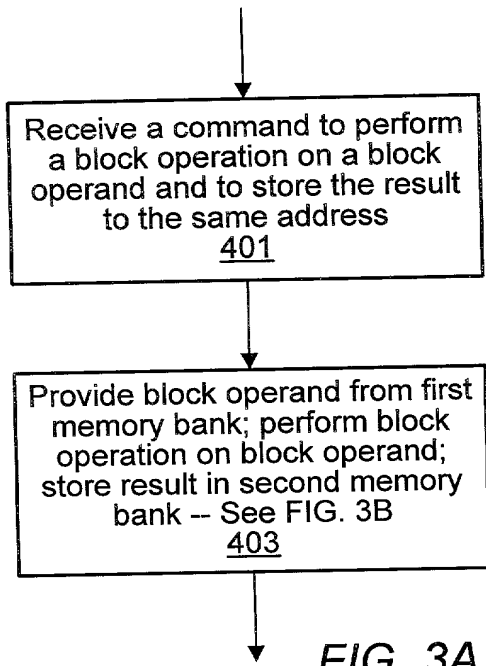 Receive a command to perform
a block operation on a block
operand and to store the result
to the same address
401
Provide block operand from first
memory bank; perform block
operation on block operand;
store result in second memory
bank -- See FIG. 3B
403
FIG. 3A